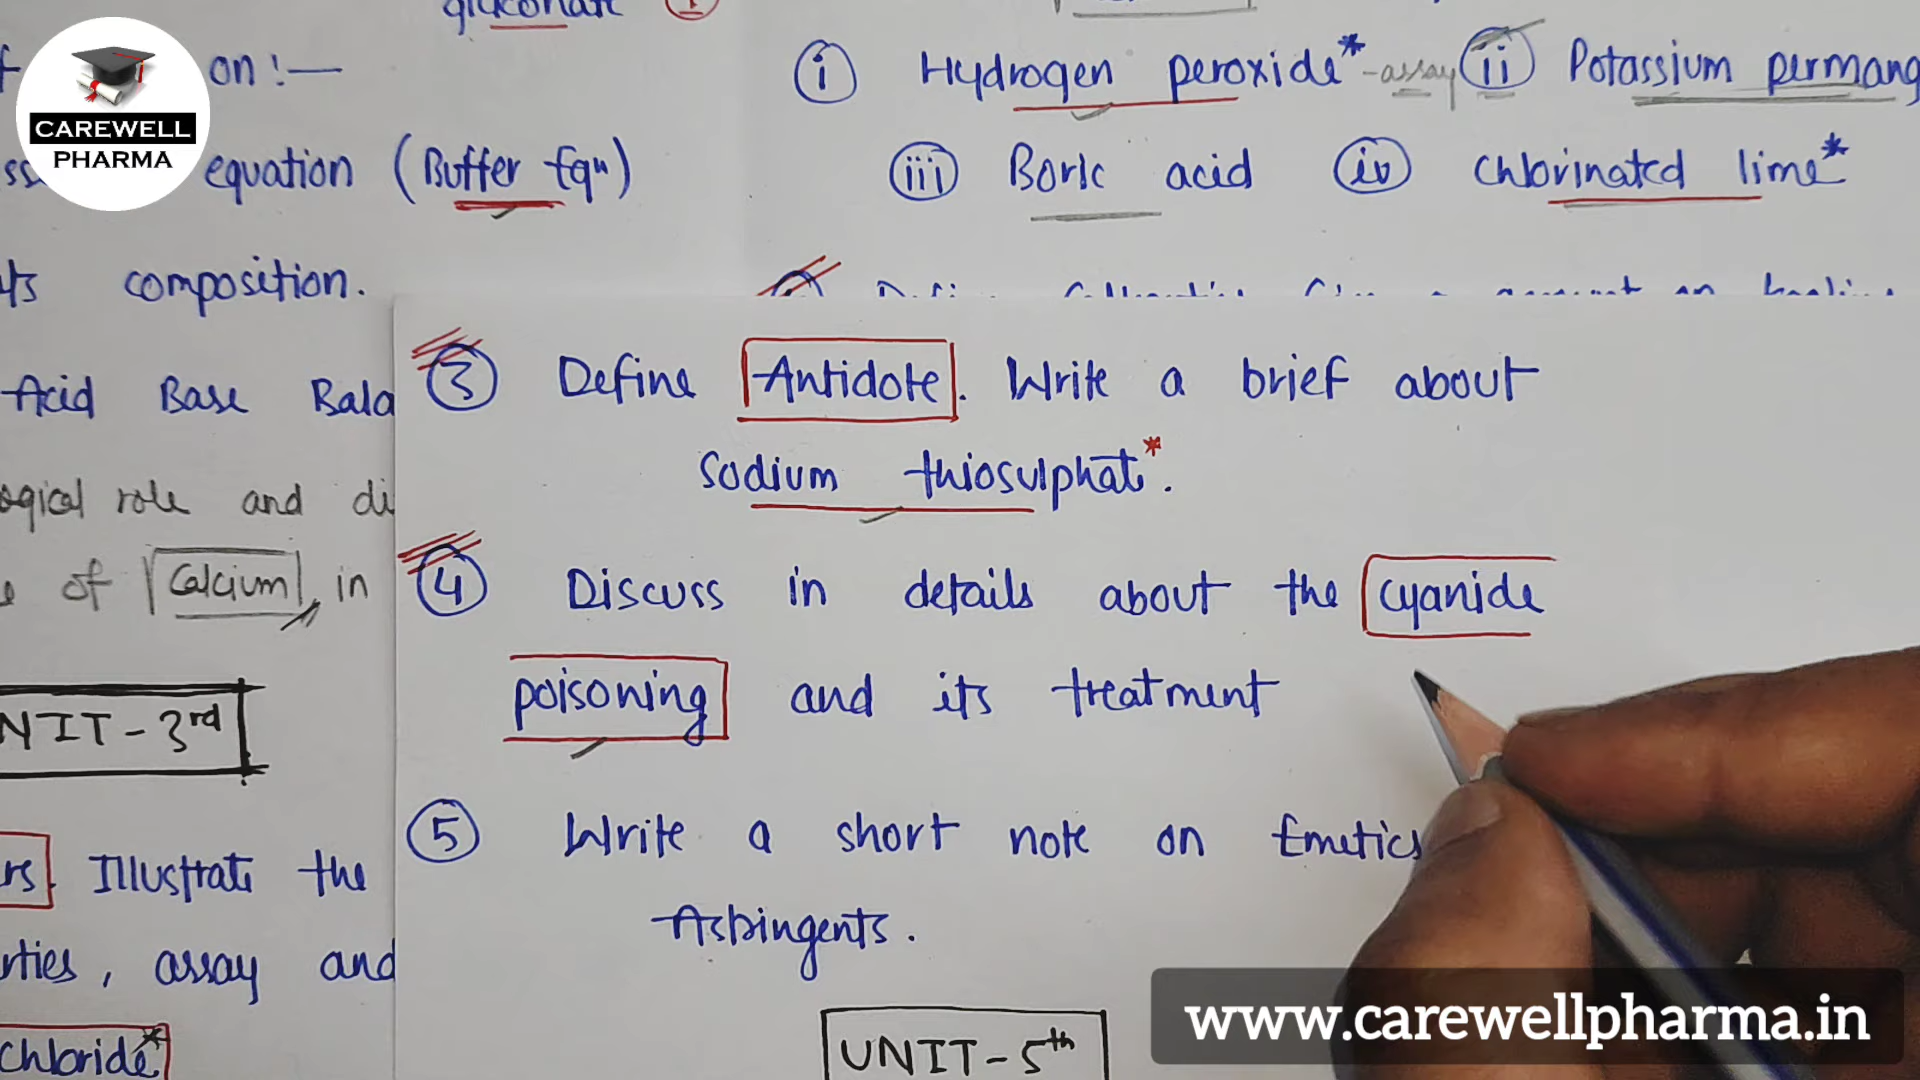 gluconate
on :—
equation (Buffer Eqn)
composition.
Acid Base Bala
role and di
of Calcium in
NIT-3rd
rs. Illustrate the
rties, assay and
chloride*
i Hydrogen peroxide* - assay ii Potassium permang
iii Boric acid iv Chlorinated lime*
3 Define Antidote. Write a brief about
sodium thiosulphate*.
4 Discuss in details about the cyanide
poisoning and its treatment
5 Write a short note on Emetics
Astringents.
UNIT-5th
CAREWELL
PHARMA
www.carewellpharma.in